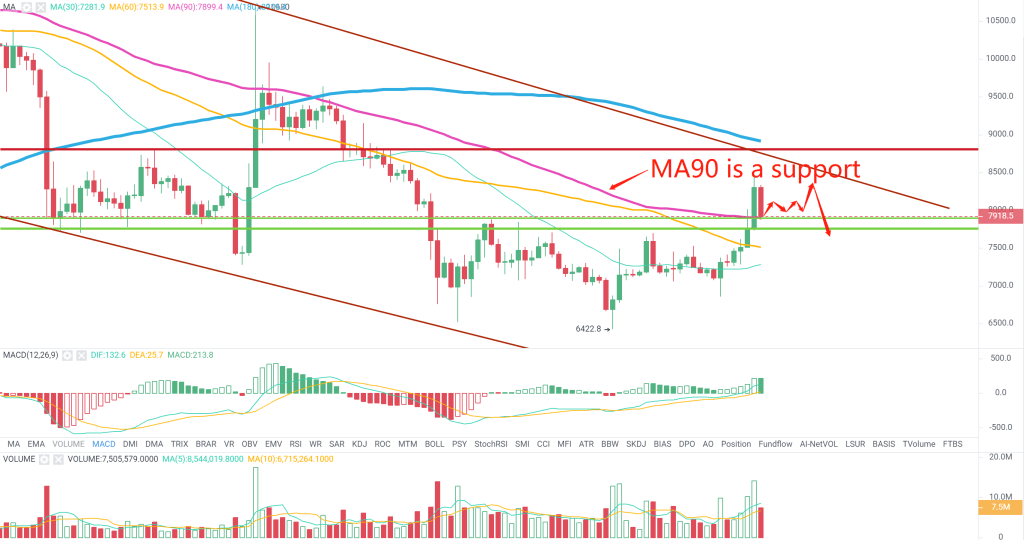 MA MA(30):7281.9 MA(60):7513.9 MA(90):7899.4
10500.0
10000.0
9500.0
9000.0
MA90 is a support
8500.0
8000.0
7918.5
7500.0
7000.0
6500.0
6422.8
MACD(12,26,9) DIF:132.6 DEA:25.7 MACD:213.8
500.0
0.0
-500.0
MA EMA VOLUME MACD DMI DMA TRIX BRAR VR OBV EMV RSI WR SAR KDJ ROC MTM BOLL PSY StochRSI SMI CCI MFI ATR BBW SKDJ BIAS DPO AO Position Fundflow AI-NetVOL LSUR BASIS TVolume FTBS
VOLUME VOLUME:7,505,579.0000 MA(5):8,544,019.8000 MA(10):6,715,264.1000
20.0M
10.0M
7.5M
0